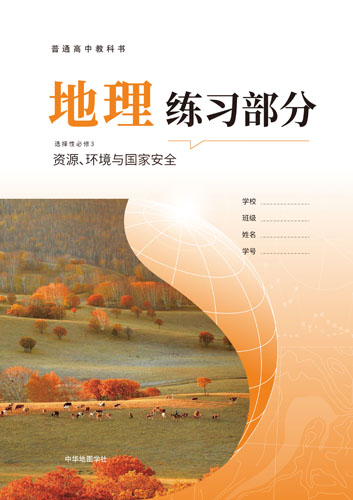 普通高中教科书
地理 练习部分
选择性必修3
资源、环境与国家安全
学校
班级
姓名
学号
中华地图学社